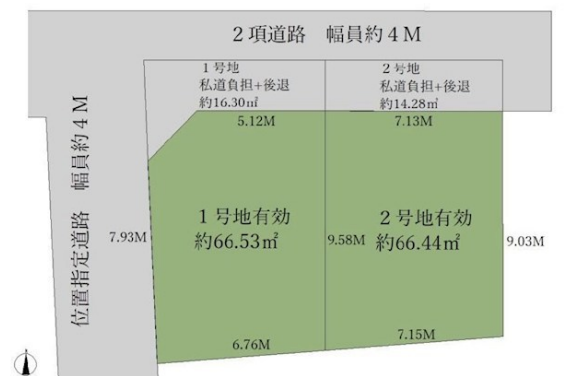 2項道路 幅員約4M
1号地
私道負担+後退
約16.30㎡
2号地
私道負担+後退
約14.28㎡
5.12M
7.13M
位置指定道路 幅員約4M
7.93M
1号地有効
約66.53㎡
9.58M
2号地有効
約66.44㎡
9.03M
6.76M
7.15M